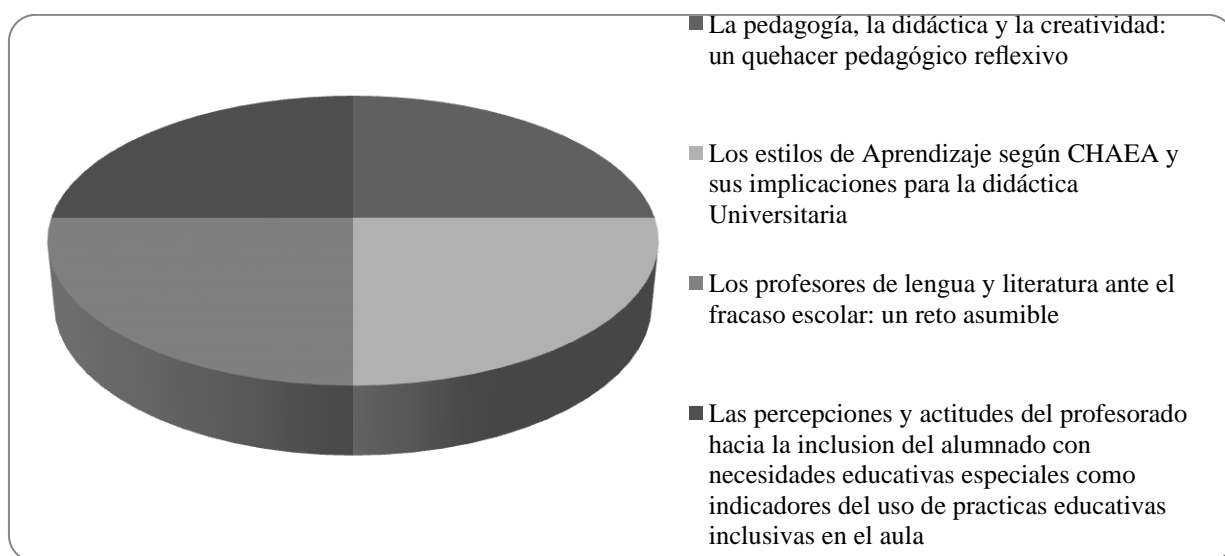 La pedagogía, la didáctica y la creatividad:
un quehacer pedagógico reflexivo
Los estilos de Aprendizaje según CHAEA y
sus implicaciones para la didáctica
Universitaria
Los profesores de lengua y literatura ante el
fracaso escolar: un reto asumible
Las percepciones y actitudes del profesorado
hacia la inclusion del alumnado con
necesidades educativas especiales como
indicadores del uso de practicas educativas
inclusivas en el aula